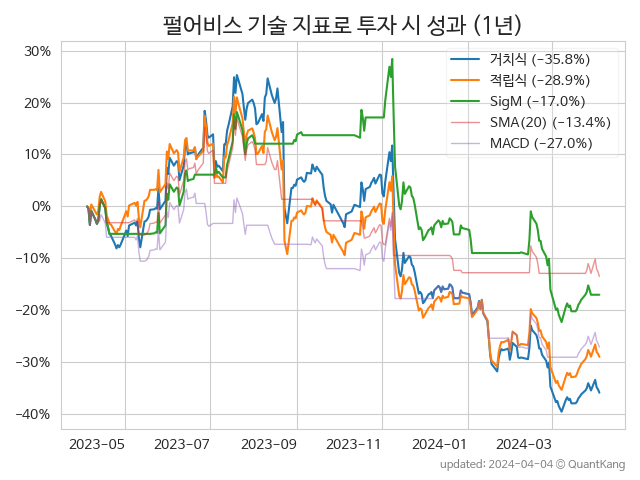 펄어비스 기술 지표로 투자 시 성과 (1년)
30%
20%
10%
0%
−10%
−20%
−30%
−40%
거치식 (−35.8%)
적립식 (−28.9%)
SigM (−17.0%)
SMA(20) (−13.4%)
MACD (−27.0%)
2023-05
2023-07
2023-09
2023-11
2024-01
2024-03
updated: 2024-04-04 © QuantKang